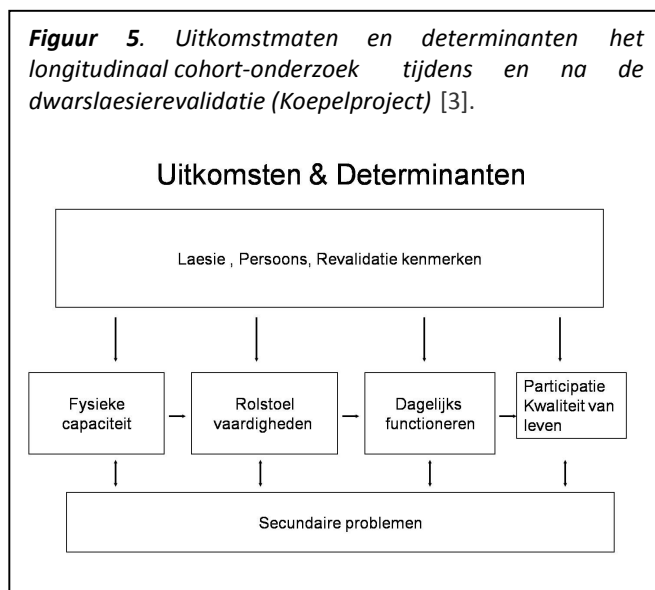 Figuur 5. Uitkomstmaten en determinanten het
longitudinaal cohort-onderzoek tijdens en na de
dwarslaesierevalidatie (Koepelproject) [3].
Uitkomsten & Determinanten
Laesie , Persoons, Revalidatie kenmerken
Fysieke
capaciteit
Rolstoel
vaardigheden
Dagelijks
functioneren
Participatie
Kwaliteit van
leven
Secundaire problemen